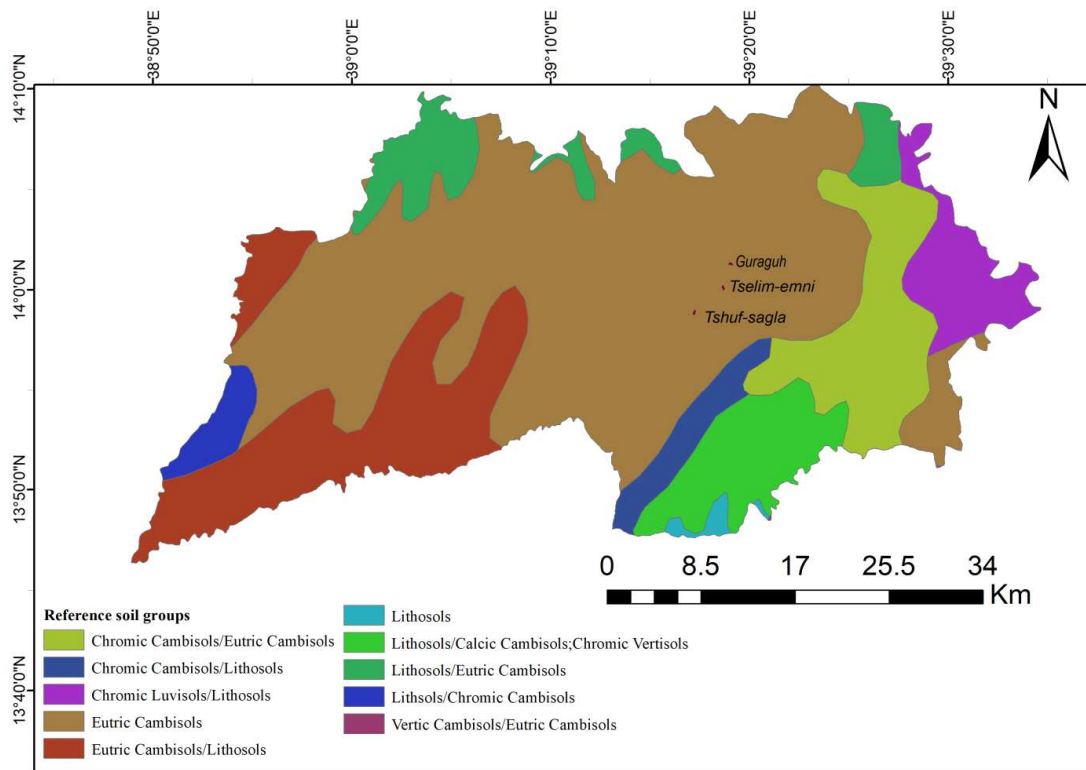 38°50'0"E
39°0'0"E
39°10'0"E
39°20'0"E
39°30'0"E
14°10'0"N
14°0'0"N
13°50'0"N
13°40'0"N
N
Guraguh
Tselim-emni
Tshuf-sagla
0 8.5 17 25.5 34
Km
Reference soil groups
Chromic Cambisols/Eutric Cambisols
Chromic Cambisols/Lithosols
Chromic Luvisols/Lithosols
Eutric Cambisols
Eutric Cambisols/Lithosols
Lithosols
Lithosols/Calcic Cambisols;Chromic Vertisols
Lithosols/Eutric Cambisols
Lithsols/Chromic Cambisols
Vertic Cambisols/Eutric Cambisols